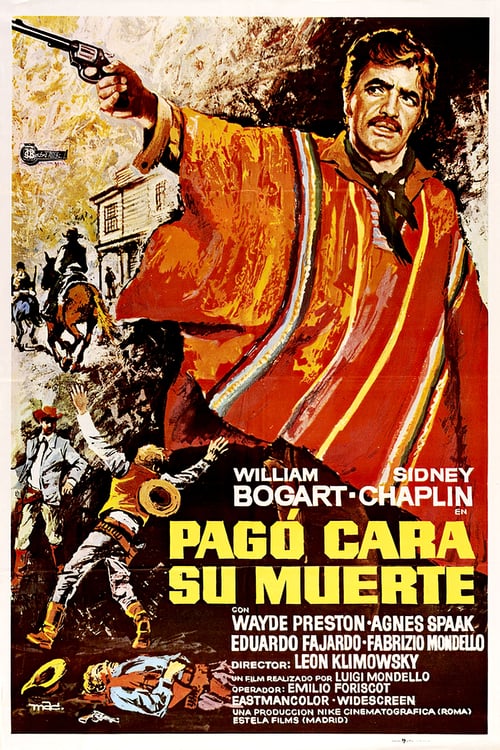 WILLIAM SIDNEY
BOGART-CHAPLIN
EN
PAGÓ CARA
SU MUERTE
CON
WAYDE PRESTON·AGNES SPAAK
EDUARDO FAJARDO·FABRIZIO MONDELLO
DIRECTOR: LEON KLIMOWSKY
UN FILM REALIZADO POR LUIGI MONDELLO
OPERADOR: EMILIO FORISCOT
EASTMANCOLOR·WIDESCREEN
UNA PRODUCCION NIKE CINEMATOGRAFICA (ROMA)
ESTELA FILMS (MADRID)